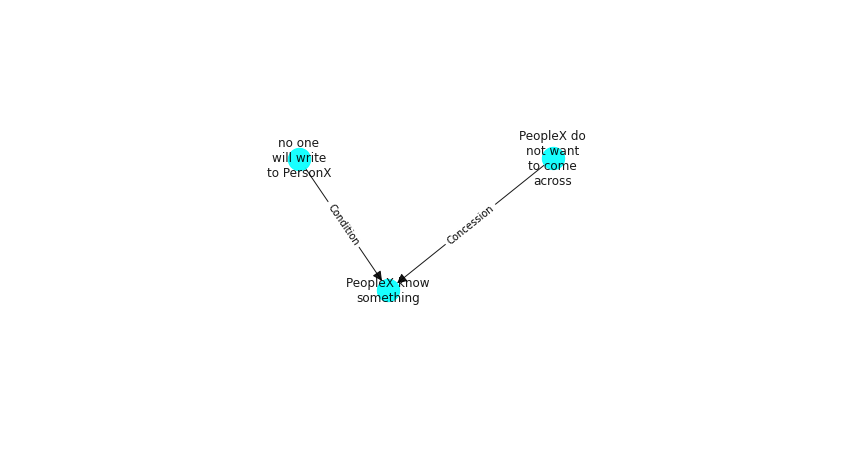 no one
will write
to PersonX
PeopleX do
not want
to come
across
Condition
Concession
PeopleX know
something